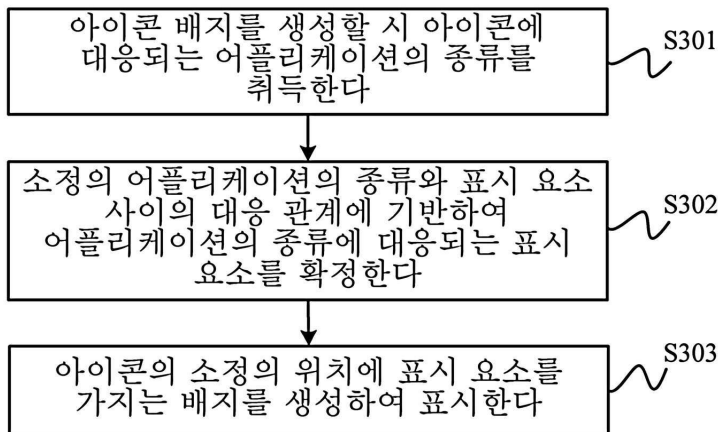 아이콘 배지를 생성할 시 아이콘에
대응되는 어플리케이션의 종류를
취득한다
S301
소정의 어플리케이션의 종류와 표시 요소
사이의 대응 관계에 기반하여
어플리케이션의 종류에 대응되는 표시
요소를 확정한다
S302
아이콘의 소정의 위치에 표시 요소를
가지는 배지를 생성하여 표시한다
S303